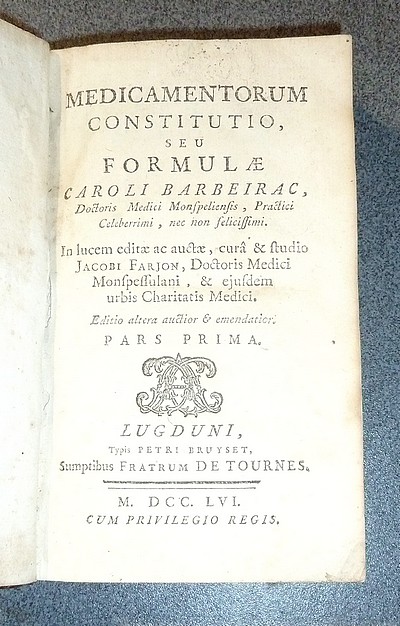 MEDICAMENTORUM
CONSTITUTIO,
SEU
FORMULÆ
CAROLI BARBEIRAC,
Doctoris Medici Monspeliensis, Practici
Celeberrimi, nec non felicissimi.
In lucem editæ ac auctæ, curâ & studio
JACOBI FARJON, Doctoris Medici
Monspessulani, & ejusdem
urbis Charitatis Medici.
Editio altera auctior & emendatior.
PARS PRIMA.
LUGDUNI,
Typis PETRI BRUYSET,
Sumptibus FRATRUM DE TOURNES.
M. DCC. LVI.
CUM PRIVILEGIO REGIS.